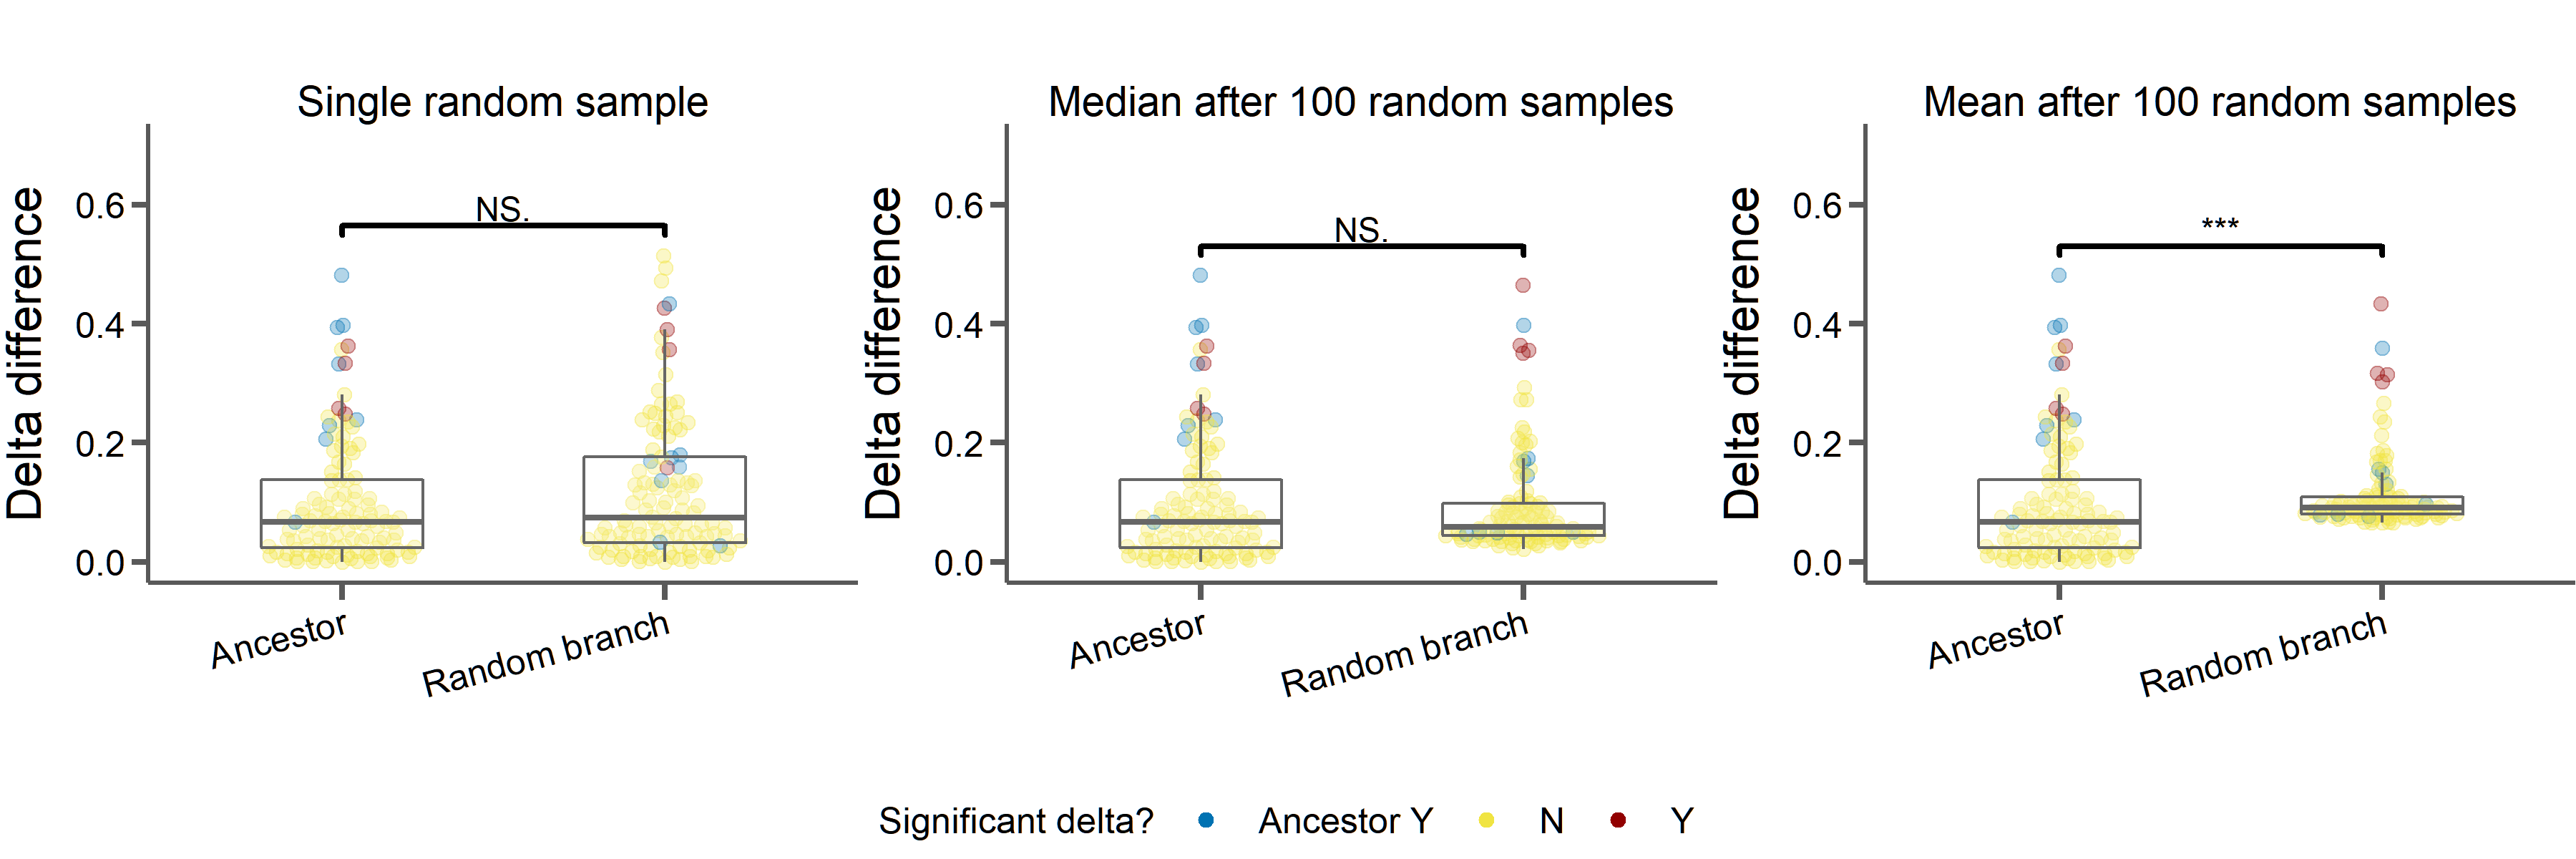 Single random sample
Median after 100 random samples
Mean after 100 random samples
Delta difference
0.6
0.4
0.2
0.0
NS.
Ancestor
Random branch
Delta difference
0.6
0.4
0.2
0.0
NS.
Ancestor
Random branch
Delta difference
0.6
0.4
0.2
0.0
***
Ancestor
Random branch
Significant delta? Ancestor Y N Y